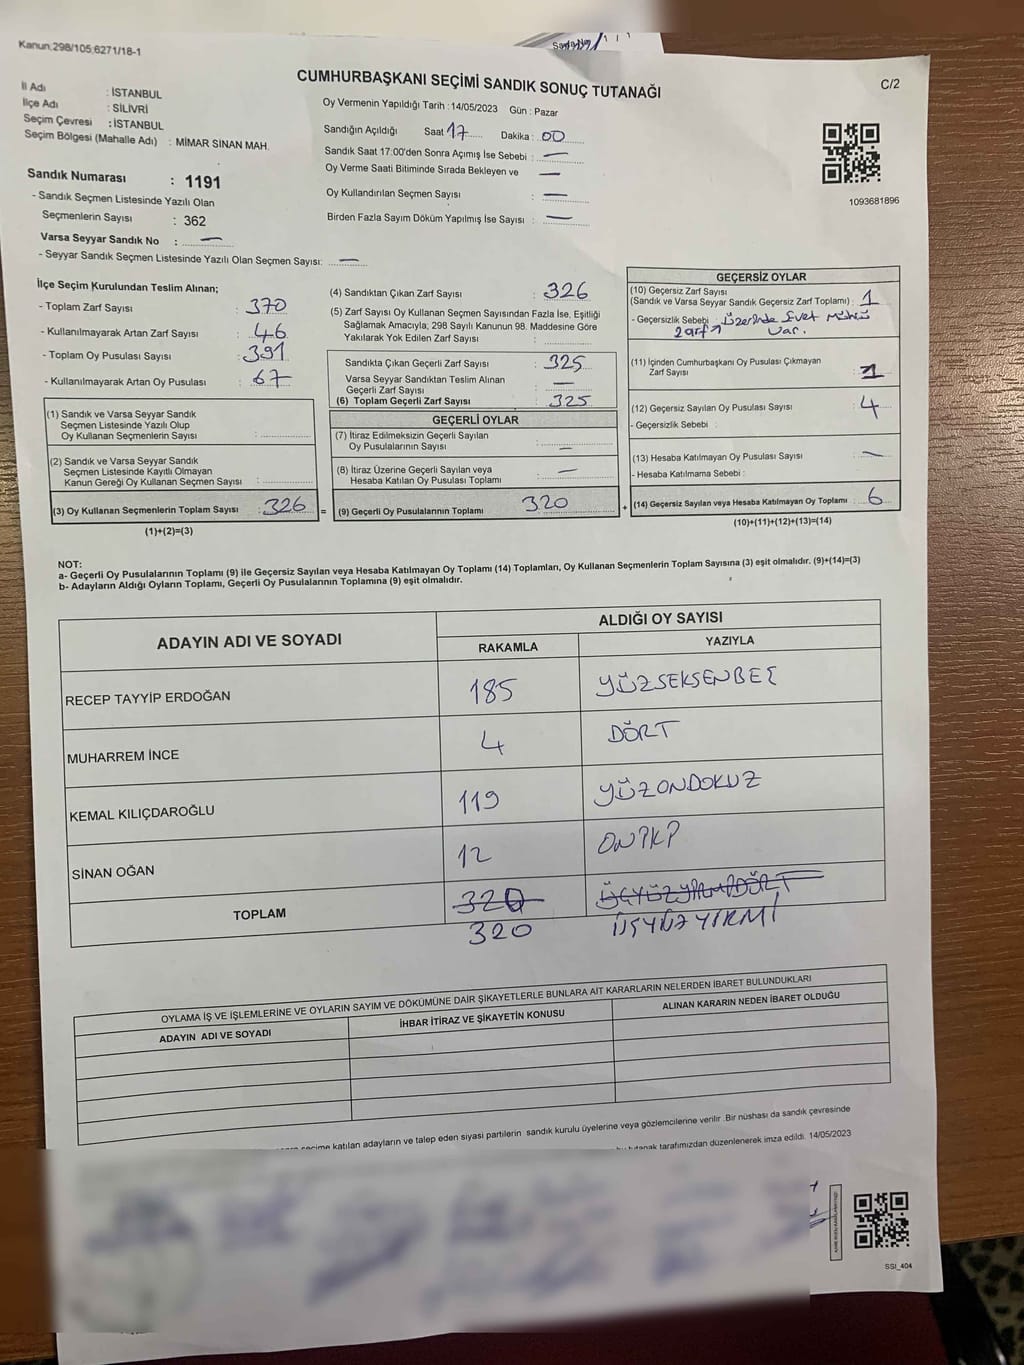 Kanun.298/105;6271/18-1
CUMHURBAŞKANI SEÇİMİ SANDIK SONUÇ TUTANAĞI
C/2
İl Adı : İSTANBUL
İlçe Adı : SİLİVRİ
Seçim Çevresi : İSTANBUL
Seçim Bölgesi (Mahalle Adı) : MİMAR SİNAN MAH.
Sandık Numarası : 1191
- Sandık Seçmen Listesinde Yazılı Olan
Seçmenlerin Sayısı : 362
Varsa Seyyar Sandık No : —
- Seyyar Sandık Seçmen Listesinde Yazılı Olan Seçmen Sayısı: —
Oy Vermenin Yapıldığı Tarih : 14/05/2023 Gün : Pazar
Sandığın Açıldığı Saat 17 Dakika : 00
Sandık Saat 17:00'den Sonra Açımış İse Sebebi : —
Oy Verme Saati Bitiminde Sırada Bekleyen ve —
Oy Kullandırılan Seçmen Sayısı : —
Birden Fazla Sayım Döküm Yapılmış İse Sayısı : —
1093681896
İlçe Seçim Kurulundan Teslim Alınan;
- Toplam Zarf Sayısı : 370
- Kullanılmayarak Artan Zarf Sayısı : 46
- Toplam Oy Pusulası Sayısı : 391
- Kullanılmayarak Artan Oy Pusulası : 67
(1) Sandık ve Varsa Seyyar Sandık
Seçmen Listesinde Yazılı Olup
Oy Kullanan Seçmenlerin Sayısı :
(2) Sandık ve Varsa Seyyar Sandık
Seçmen Listesinde Kayıtlı Olmayan
Kanun Gereği Oy Kullanan Seçmen Sayısı :
(3) Oy Kullanan Seçmenlerin Toplam Sayısı : 326 =
(1)+(2)=(3)
(4) Sandıktan Çıkan Zarf Sayısı : 326
(5) Zarf Sayısı Oy Kullanan Seçmen Sayısından Fazla İse, Eşitliği
Sağlamak Amacıyla; 298 Sayılı Kanunun 98. Maddesine Göre
Yakılarak Yok Edilen Zarf Sayısı :
Sandıkta Çıkan Geçerli Zarf Sayısı : 325
Varsa Seyyar Sandıktan Teslim Alınan
Geçerli Zarf Sayısı : —
(6) Toplam Geçerli Zarf Sayısı : 325
GEÇERLİ OYLAR
(7) İtiraz Edilmeksizin Geçerli Sayılan
Oy Pusulalarının Sayısı : —
(8) İtiraz Üzerine Geçerli Sayılan veya
Hesaba Katılan Oy Pusulası Toplamı : —
(9) Geçerli Oy Pusulalarının Toplamı 320 +
GEÇERSİZ OYLAR
(10) Geçersiz Zarf Sayısı
(Sandık ve Varsa Seyyar Sandık Geçersiz Zarf Toplamı) : 1
- Geçersizlik Sebebi : Üzerinde Evet Mührü
zarf var.
(11) İçinden Cumhurbaşkanı Oy Pusulası Çıkmayan
Zarf Sayısı : 1
(12) Geçersiz Sayılan Oy Pusulası Sayısı : 4
- Geçersizlik Sebebi :
(13) Hesaba Katılmayan Oy Pusulası Sayısı : —
- Hesaba Katılmama Sebebi :
(14) Geçersiz Sayılan veya Hesaba Katılmayan Oy Toplamı : 6
(10)+(11)+(12)+(13)=(14)
NOT:
a- Geçerli Oy Pusulalarının Toplamı (9) ile Geçersiz Sayılan veya Hesaba Katılmayan Oy Toplamı (14) Toplamları, Oy Kullanan Seçmenlerin Toplam Sayısına (3) eşit olmalıdır. (9)+(14)=(3)
b- Adayların Aldığı Oyların Toplamı, Geçerli Oy Pusulalarının Toplamına (9) eşit olmalıdır.
ADAYIN ADI VE SOYADI
ALDIĞI OY SAYISI
RAKAMLA YAZIYLA
RECEP TAYYİP ERDOĞAN 185 YÜZSEKSENBEŞ
MUHARREM İNCE 4 DÖRT
KEMAL KILIÇDAROĞLU 119 YÜZONDOKUZ
SİNAN OĞAN 12 ONİKİ
TOPLAM 320 ÜÇYÜZYİRMİDÖRT
320 ÜÇYÜZ YİRMİ
OYLAMA İŞ VE İŞLEMLERİNE VE OYLARIN SAYIM VE DÖKÜMÜNE DAİR ŞİKAYETLERLE BUNLARA AİT KARARLARIN NELERDEN İBARET BULUNDUKLARI
ADAYIN ADI VE SOYADI İHBAR İTİRAZ VE ŞİKAYETİN KONUSU ALINAN KARARIN NEDEN İBARET OLDUĞU
katılan adayların ve talep eden siyasi partilerin sandık kurulu üyelerine veya gözlemcilerine verilir .Bir nüshası da sandık çevresinde
tutanak tarafımızdan düzenlenerek imza edildi. 14/05/2023
SSI_404